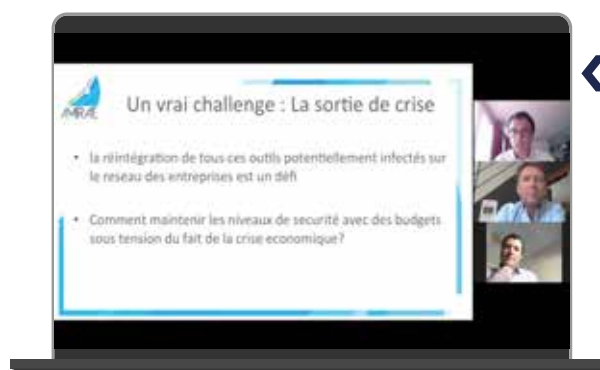 AMRAE
Un vrai challenge : La sortie de crise
• la réintégration de tous ces outils potentiellement infectés sur
le reseau des entreprises est un défi
• Comment maintenir les niveaux de securité avec des budgets
sous tension du fait de la crise economique?
«